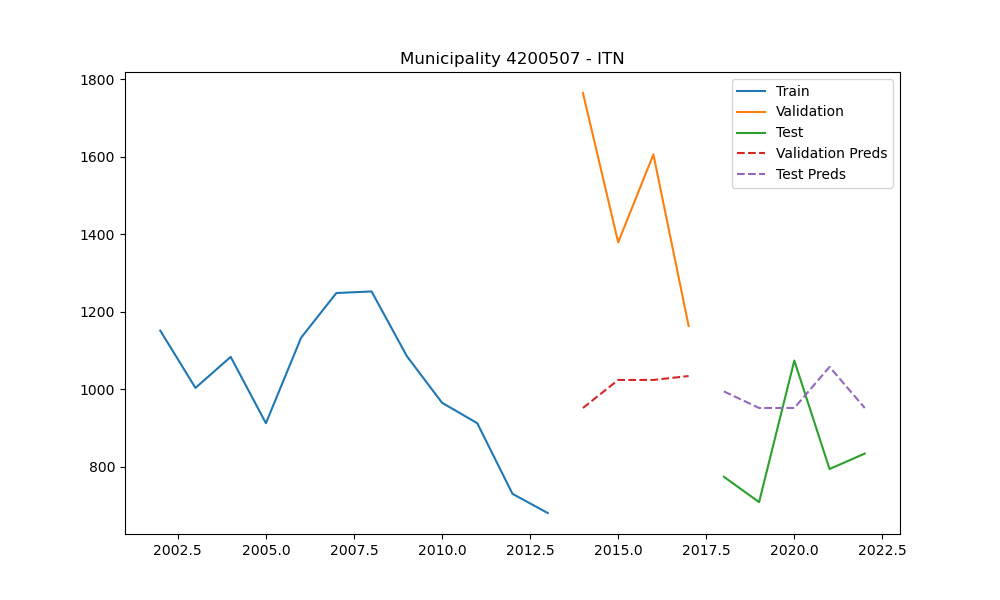 Municipality 4200507 - ITN
1800
1600
1400
1200
1000
800
Train
Validation
Test
Validation Preds
Test Preds
2002.5 2005.0 2007.5 2010.0 2012.5 2015.0 2017.5 2020.0 2022.5